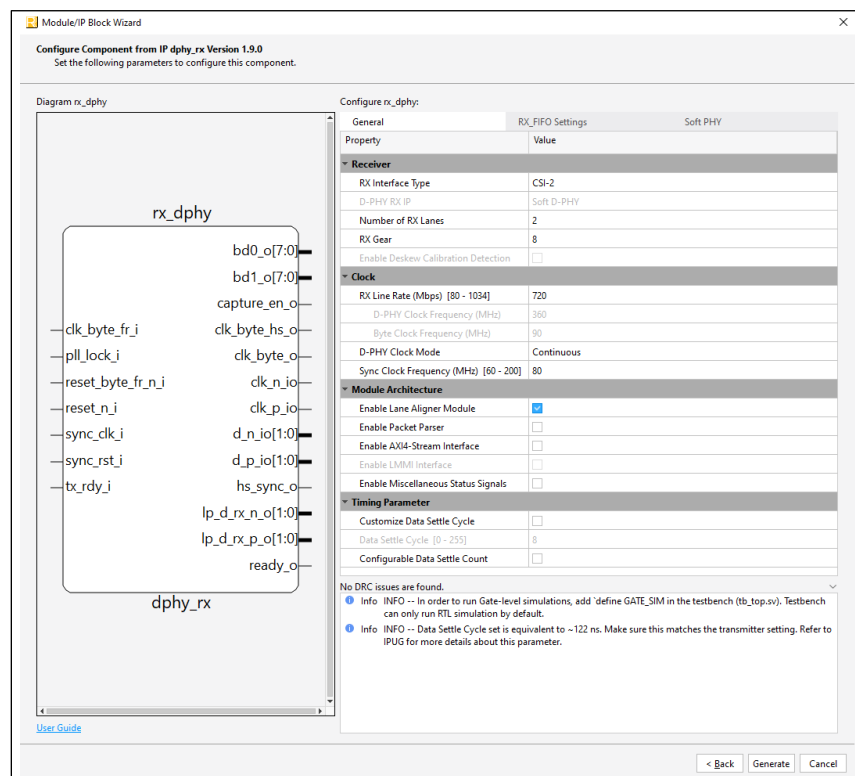 Module/IP Block Wizard
Configure Component from IP dphy_rx Version 1.9.0
Set the following parameters to configure this component.
Diagram rx_dphy
rx_dphy
bd0_o[7:0]
bd1_o[7:0]
capture_en_o
clk_byte_fr_i clk_byte_hs_o
pll_lock_i clk_byte_o
reset_byte_fr_n_i clk_n_io
reset_n_i clk_p_io
sync_clk_i d_n_io[1:0]
sync_rst_i d_p_io[1:0]
tx_rdy_i hs_sync_o
lp_d_rx_n_o[1:0]
lp_d_rx_p_o[1:0]
ready_o
dphy_rx
User Guide
Configure rx_dphy:
General RX_FIFO Settings Soft PHY
Property Value
Receiver
RX Interface Type CSI-2
D-PHY RX IP Soft D-PHY
Number of RX Lanes 2
RX Gear 8
Enable Deskew Calibration Detection
Clock
RX Line Rate (Mbps) [80 - 1034] 720
D-PHY Clock Frequency (MHz) 360
Byte Clock Frequency (MHz) 90
D-PHY Clock Mode Continuous
Sync Clock Frequency (MHz) [60 - 200] 80
Module Architecture
Enable Lane Aligner Module
Enable Packet Parser
Enable AXI4-Stream Interface
Enable LMMI Interface
Enable Miscellaneous Status Signals
Timing Parameter
Customize Data Settle Cycle
Data Settle Cycle [0 - 255] 8
Configurable Data Settle Count
No DRC issues are found.
Info INFO -- In order to run Gate-level simulations, add `define GATE_SIM in the testbench (tb_top.sv). Testbench
can only run RTL simulation by default.
Info INFO -- Data Settle Cycle set is equivalent to ~122 ns. Make sure this matches the transmitter setting. Refer to
IPUG for more details about this parameter.
< Back Generate Cancel